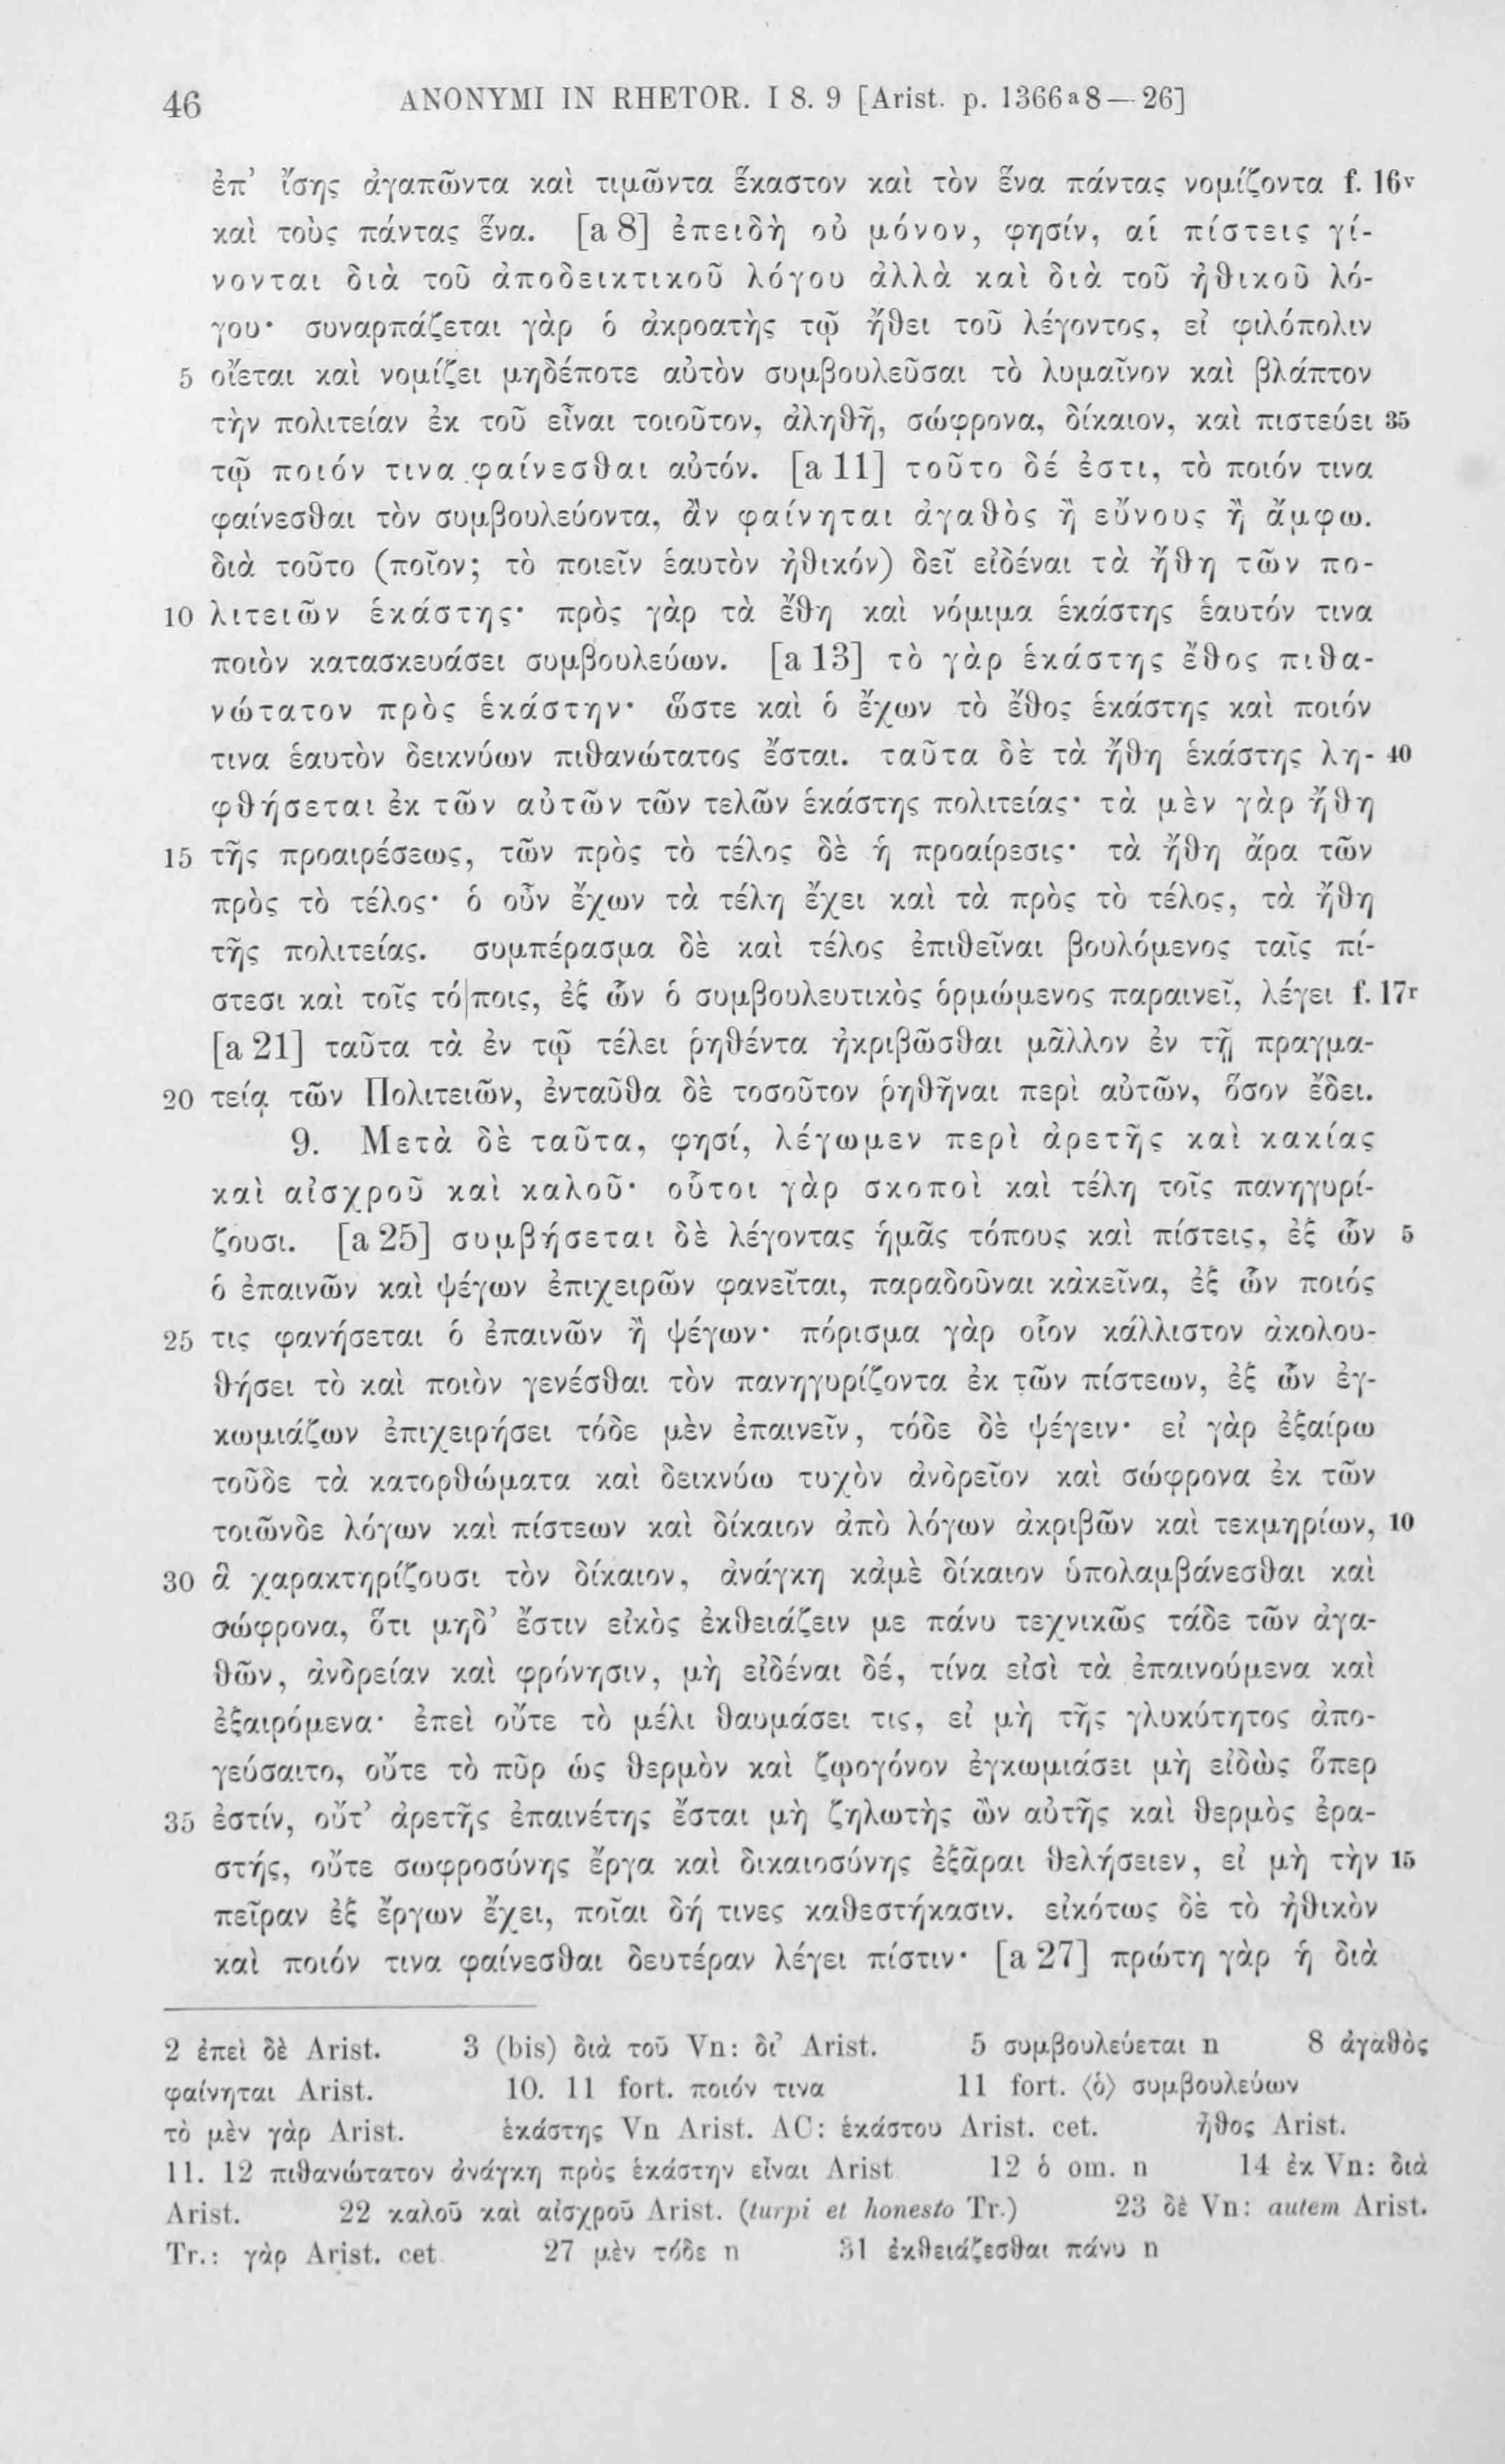 46 ANONYMI IN RHETOR. I 8. 9 [Arist. p. 1366a8—26]
ἐπ’ ἴσης ἀγαπῶντα καὶ τιμῶντα ἕκαστον καὶ τὸν ἕνα πάντας νομίζοντα f. 16v
καὶ τοὺς πάντας ἕνα. [a 8] ἐπειδὴ οὐ μόνον, φησίν, αἱ πίστεις γί-
νονται διὰ τοῦ ἀποδεικτικοῦ λόγου ἀλλὰ καὶ διὰ τοῦ ἠθικοῦ λό-
γου· συναρπάζεται γὰρ ὁ ἀκροατὴς τῷ ἤθει τοῦ λέγοντος, εἰ φιλόπολιν
5 οἴεται καὶ νομίζει μηδέποτε αὐτὸν συμβουλεῦσαι τὸ λυμαῖνον καὶ βλάπτον
τὴν πολιτείαν ἐκ τοῦ εἶναι τοιοῦτον, ἀληθῆ, σώφρονα, δίκαιον, καὶ πιστεύει 35
τῷ ποιόν τινα φαίνεσθαι αὐτόν. [a 11] τοῦτο δέ ἐστι, τὸ ποιόν τινα
φαίνεσθαι τὸν συμβουλεύοντα, ἂν φαίνηται ἀγαθὸς ἢ εὔνους ἢ ἄμφω.
διὰ τοῦτο (ποῖον; τὸ ποιεῖν ἑαυτὸν ἠθικόν) δεῖ εἰδέναι τὰ ἤθη τῶν πο-
10 λιτειῶν ἑκάστης· πρὸς γὰρ τὰ ἔθη καὶ νόμιμα ἑκάστης ἑαυτόν τινα
ποιὸν κατασκευάσει συμβουλεύων. [a 13] τὸ γὰρ ἑκάστης ἔθος πιθα-
νώτατον πρὸς ἑκάστην· ὥστε καὶ ὁ ἔχων τὸ ἔθος ἑκάστης καὶ ποιόν
τινα ἑαυτὸν δεικνύων πιθανώτατος ἔσται. ταῦτα δὲ τὰ ἤθη ἑκάστης λη- 40
φθήσεται ἐκ τῶν αὐτῶν τῶν τελῶν ἑκάστης πολιτείας· τὰ μὲν γὰρ ἤθη
15 τῆς προαιρέσεως, τῶν πρὸς τὸ τέλος δὲ ἡ προαίρεσις· τὰ ἤθη ἄρα τῶν
πρὸς τὸ τέλος· ὁ οὖν ἔχων τὰ τέλη ἔχει καὶ τὰ πρὸς τὸ τέλος, τὰ ἤθη
τῆς πολιτείας. συμπέρασμα δὲ καὶ τέλος ἐπιθεῖναι βουλόμενος ταῖς πί-
στεσι καὶ τοῖς τό|ποις, ἐξ ὧν ὁ συμβουλευτικὸς ὁρμώμενος παραινεῖ, λέγει f. 17r
[a 21] ταῦτα τὰ ἐν τῷ τέλει ῥηθέντα ἠκριβῶσθαι μᾶλλον ἐν τῇ πραγμα-
20 τείᾳ τῶν Πολιτειῶν, ἐνταῦθα δὲ τοσοῦτον ῥηθῆναι περὶ αὐτῶν, ὅσον ἔδει.
9. Μετὰ δὲ ταῦτα, φησί, λέγωμεν περὶ ἀρετῆς καὶ κακίας
καὶ αἰσχροῦ καὶ καλοῦ· οὗτοι γὰρ σκοποὶ καὶ τέλη τοῖς πανηγυρί-
ζουσι. [a 25] συμβήσεται δὲ λέγοντας ἡμᾶς τόπους καὶ πίστεις, ἐξ ὧν 5
ὁ ἐπαινῶν καὶ ψέγων ἐπιχειρῶν φανεῖται, παραδοῦναι κἀκεῖνα, ἐξ ὧν ποιός
25 τις φανήσεται ὁ ἐπαινῶν ἢ ψέγων· πόρισμα γὰρ οἷον κάλλιστον ἀκολου-
θήσει τὸ καὶ ποιὸν γενέσθαι τὸν πανηγυρίζοντα ἐκ τῶν πίστεων, ἐξ ὧν ἐγ-
κωμιάζων ἐπιχειρήσει τόδε μὲν ἐπαινεῖν, τόδε δὲ ψέγειν· εἰ γὰρ ἐξαίρω
τοῦδε τὰ κατορθώματα καὶ δεικνύω τυχὸν ἀνδρεῖον καὶ σώφρονα ἐκ τῶν
τοιῶνδε λόγων καὶ πίστεων καὶ δίκαιον ἀπὸ λόγων ἀκριβῶν καὶ τεκμηρίων, 10
30 ἃ χαρακτηρίζουσι τὸν δίκαιον, ἀνάγκη κἀμὲ δίκαιον ὑπολαμβάνεσθαι καὶ
σώφρονα, ὅτι μηδ’ ἔστιν εἰκὸς ἐκθειάζειν με πάνυ τεχνικῶς τάδε τῶν ἀγα-
θῶν, ἀνδρείαν καὶ φρόνησιν, μὴ εἰδέναι δέ, τίνα εἰσὶ τὰ ἐπαινούμενα καὶ
ἐξαιρόμενα· ἐπεὶ οὔτε τὸ μέλι θαυμάσει τις, εἰ μὴ τῆς γλυκύτητος ἀπο-
γεύσαιτο, οὔτε τὸ πῦρ ὡς θερμὸν καὶ ζῳογόνον ἐγκωμιάσει μὴ εἰδὼς ὅπερ
35 ἐστίν, οὔτ’ ἀρετῆς ἐπαινέτης ἔσται μὴ ζηλωτὴς ὢν αὐτῆς καὶ θερμὸς ἐρα-
στής, οὔτε σωφροσύνης ἔργα καὶ δικαιοσύνης ἐξᾶραι θελήσειεν, εἰ μὴ τὴν 15
πεῖραν ἐξ ἔργων ἔχει, ποῖαι δή τινες καθεστήκασιν. εἰκότως δὲ τὸ ἠθικὸν
καὶ ποιόν τινα φαίνεσθαι δευτέραν λέγει πίστιν· [a 27] πρώτη γὰρ ἡ διὰ
2 ἐπεὶ δὲ Arist. 3 (bis) διὰ τοῦ Vn: δι’ Arist. 5 συμβουλεύεται n 8 ἀγαθὸς
φαίνηται Arist. 10. 11 fort. ποιόν τινα 11 fort. ⟨ὁ⟩ συμβουλεύων
τὸ μὲν γὰρ Arist. ἑκάστης Vn Arist. AC: ἑκάστου Arist. cet. ἦθος Arist.
11. 12 πιθανώτατον ἀνάγκη πρὸς ἑκάστην εἶναι Arist 12 ὁ om. n 14 ἐκ Vn: διὰ
Arist. 22 καλοῦ καὶ αἰσχροῦ Arist. (turpi et honesto Tr.) 23 δὲ Vn: autem Arist.
Tr.: γὰρ Arist. cet 27 μὲν τόδε n 31 ἐκθειάζεσθαι πάνυ n